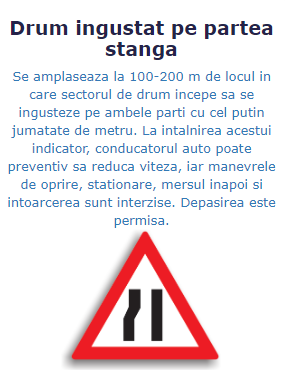 Drum ingustat pe partea
stanga
Se amplaseaza la 100-200 m de locul in
care sectorul de drum incepe sa se
ingusteze pe ambele parti cu cel putin
jumatate de metru. La intalnirea acestui
indicator, conducatorul auto poate
preventiv sa reduca viteza, iar manevrele
de oprire, stationare, mersul inapoi si
intoarcerea sunt interzise. Depasirea este
permisa.